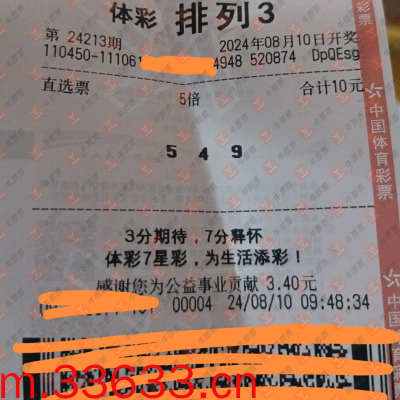 体彩 排列3
第 24213期 2024年08月10日开奖
110450-111061 4948 520874 DpQEsg
直选票 5倍 合计10元
5 4 9
3分期待，7分释怀
体彩7星彩，为生活添彩！
感谢您为公益事业贡献 3.40元
00004 24/08/10 09:48:34
中国体育彩票
m.33633.cn